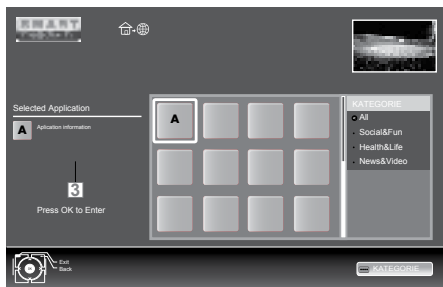 Selected Application
A
Aplication information
3
Press OK to Enter
A
KATEGORIE
All
Social&Fun
Health&Life
News&Video
Exit
Back
KATEGORIE